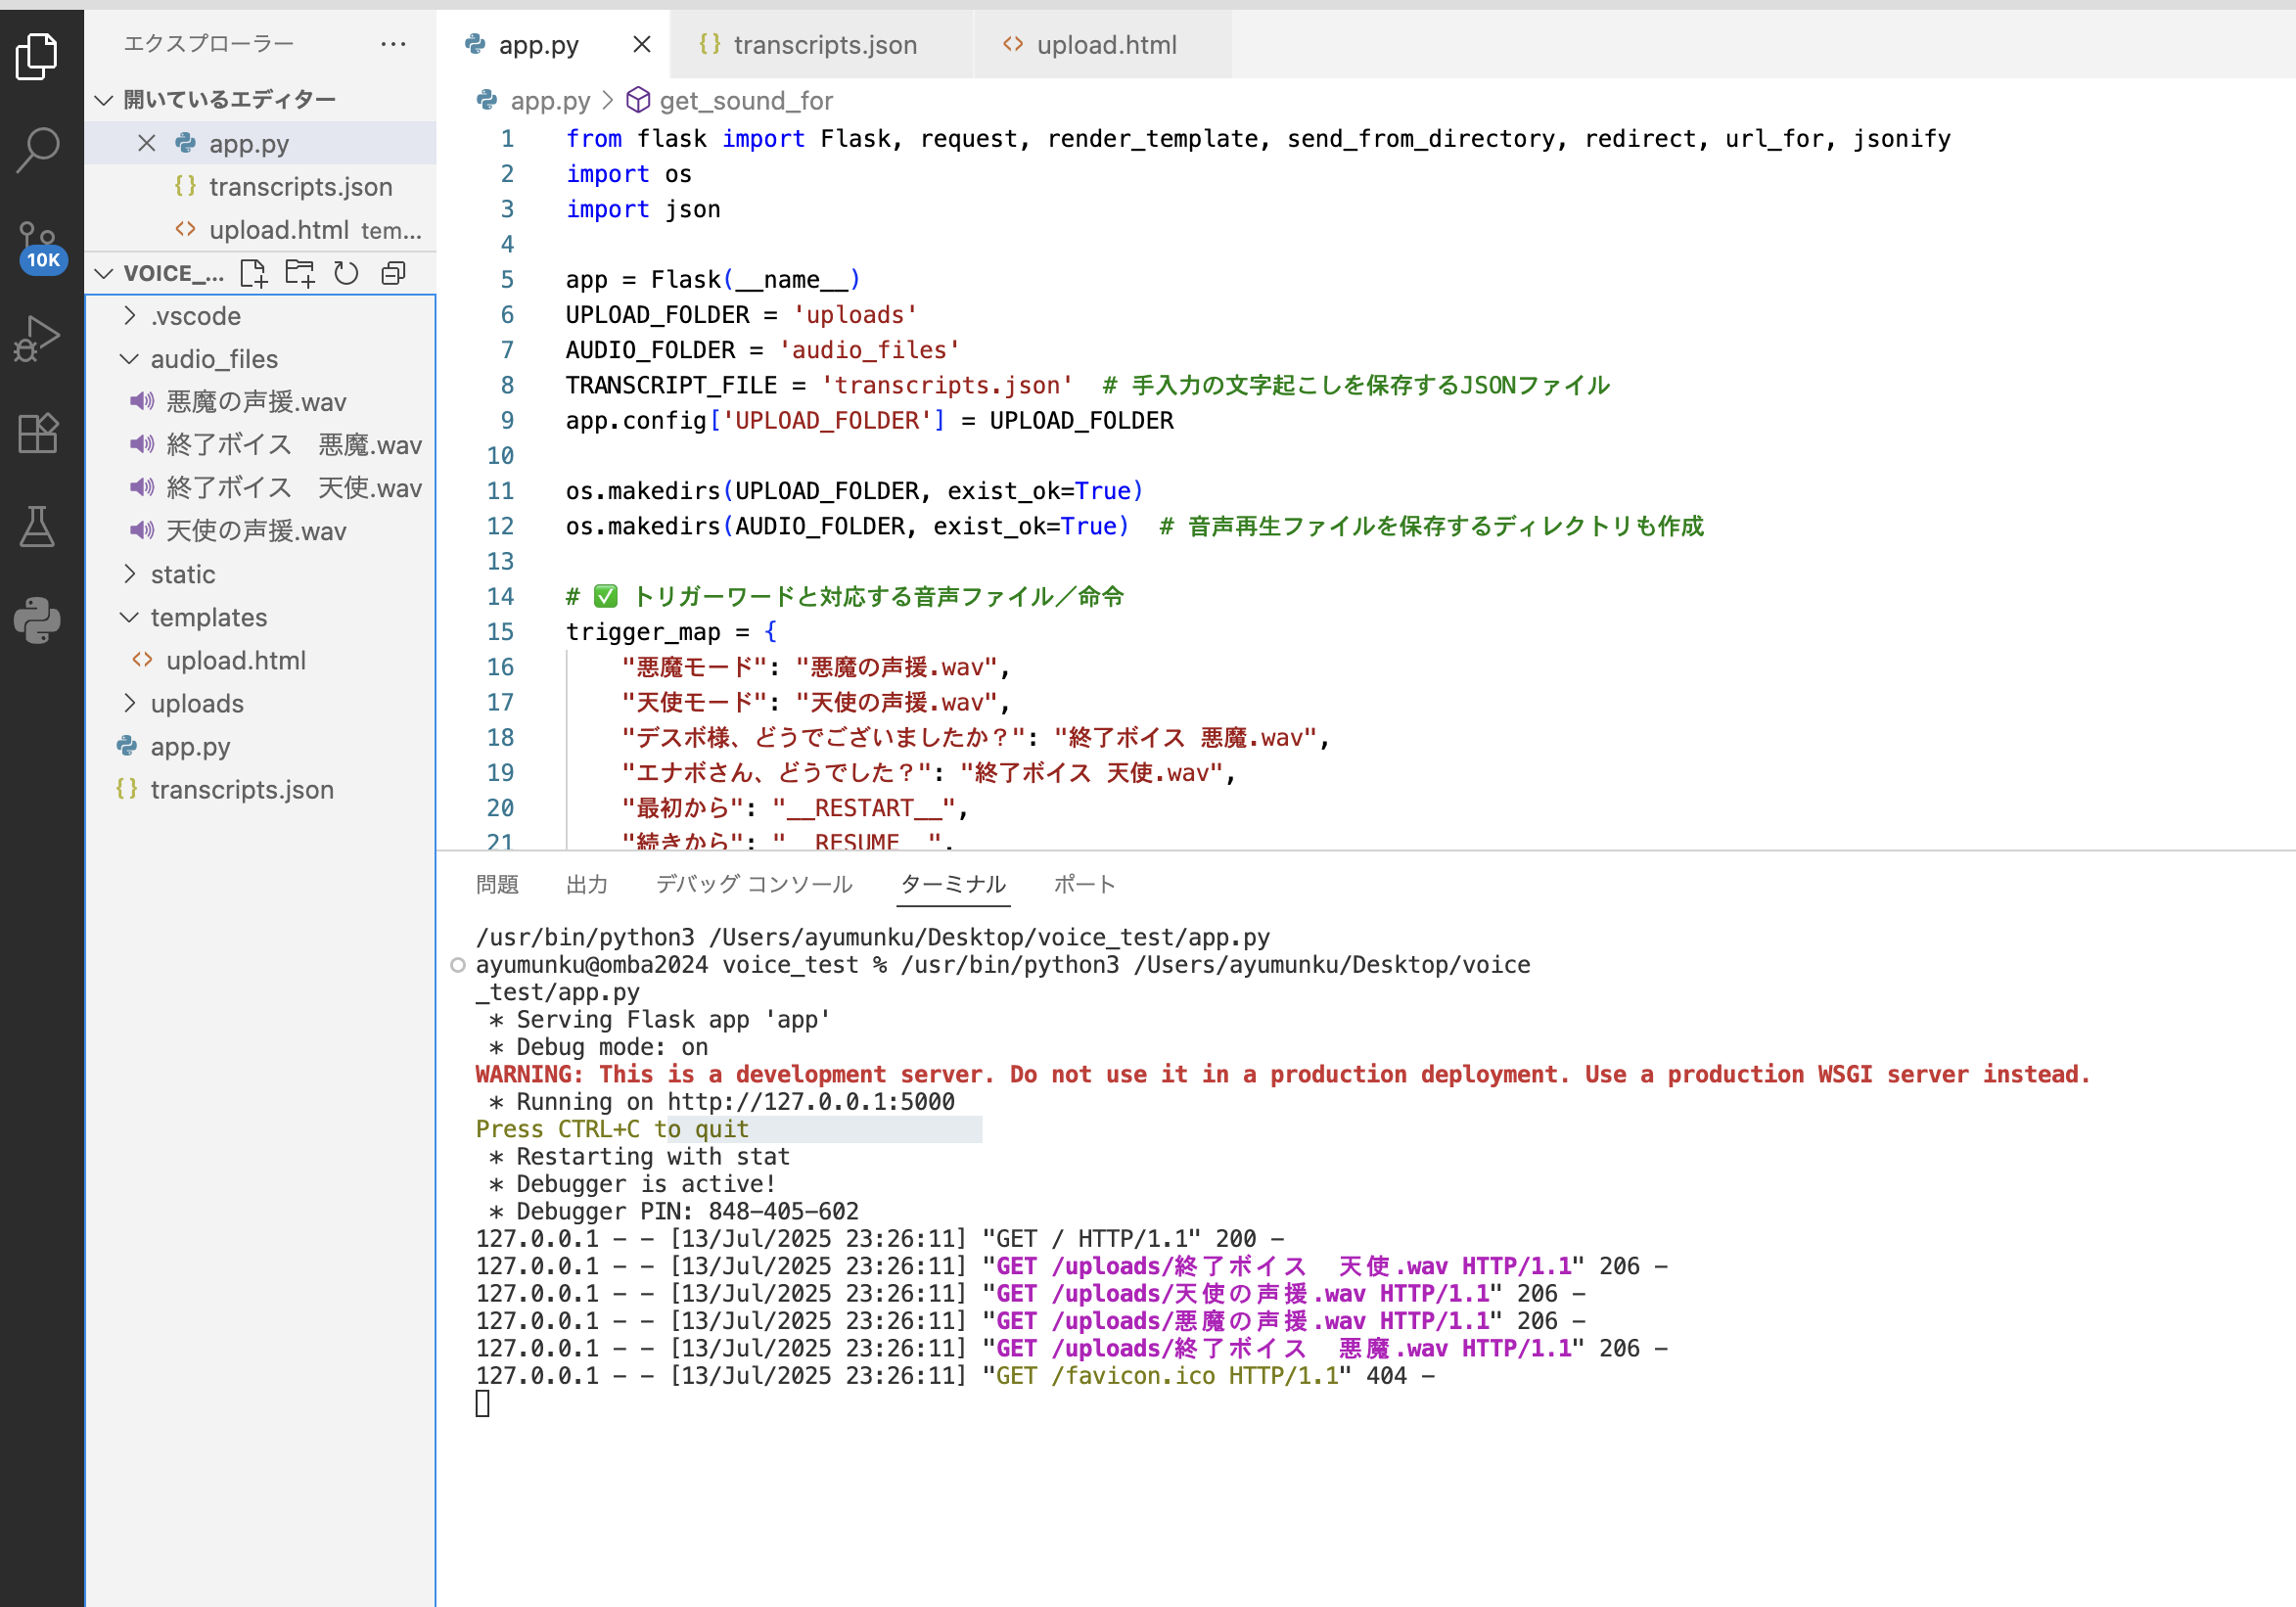 エクスプローラー ...
開いているエディター
app.py
transcripts.json
upload.html tem...
10K
VOICE_...
.vscode
audio_files
悪魔の声援.wav
終了ボイス　悪魔.wav
終了ボイス　天使.wav
天使の声援.wav
static
templates
upload.html
uploads
app.py
transcripts.json
app.py
transcripts.json
upload.html
app.py > get_sound_for
1 from flask import Flask, request, render_template, send_from_directory, redirect, url_for, jsonify
2 import os
3 import json
4
5 app = Flask(__name__)
6 UPLOAD_FOLDER = 'uploads'
7 AUDIO_FOLDER = 'audio_files'
8 TRANSCRIPT_FILE = 'transcripts.json'  # 手入力の文字起こしを保存するJSONファイル
9 app.config['UPLOAD_FOLDER'] = UPLOAD_FOLDER
10
11 os.makedirs(UPLOAD_FOLDER, exist_ok=True)
12 os.makedirs(AUDIO_FOLDER, exist_ok=True)  # 音声再生ファイルを保存するディレクトリも作成
13
14 # ✅ トリガーワードと対応する音声ファイル／命令
15 trigger_map = {
16     "悪魔モード": "悪魔の声援.wav",
17     "天使モード": "天使の声援.wav",
18     "デスボ様、どうでございましたか？": "終了ボイス 悪魔.wav",
19     "エナボさん、どうでした？": "終了ボイス 天使.wav",
20     "最初から": "__RESTART__",
21     "続きから": "__RESUME__",
問題 出力 デバッグ コンソール ターミナル ポート
/usr/bin/python3 /Users/ayumunku/Desktop/voice_test/app.py
ayumunku@omba2024 voice_test % /usr/bin/python3 /Users/ayumunku/Desktop/voice
_test/app.py
 * Serving Flask app 'app'
 * Debug mode: on
WARNING: This is a development server. Do not use it in a production deployment. Use a production WSGI server instead.
 * Running on http://127.0.0.1:5000
Press CTRL+C to quit
 * Restarting with stat
 * Debugger is active!
 * Debugger PIN: 848-405-602
127.0.0.1 - - [13/Jul/2025 23:26:11] "GET / HTTP/1.1" 200 -
127.0.0.1 - - [13/Jul/2025 23:26:11] "GET /uploads/終了ボイス　天使.wav HTTP/1.1" 206 -
127.0.0.1 - - [13/Jul/2025 23:26:11] "GET /uploads/天使の声援.wav HTTP/1.1" 206 -
127.0.0.1 - - [13/Jul/2025 23:26:11] "GET /uploads/悪魔の声援.wav HTTP/1.1" 206 -
127.0.0.1 - - [13/Jul/2025 23:26:11] "GET /uploads/終了ボイス　悪魔.wav HTTP/1.1" 206 -
127.0.0.1 - - [13/Jul/2025 23:26:11] "GET /favicon.ico HTTP/1.1" 404 -